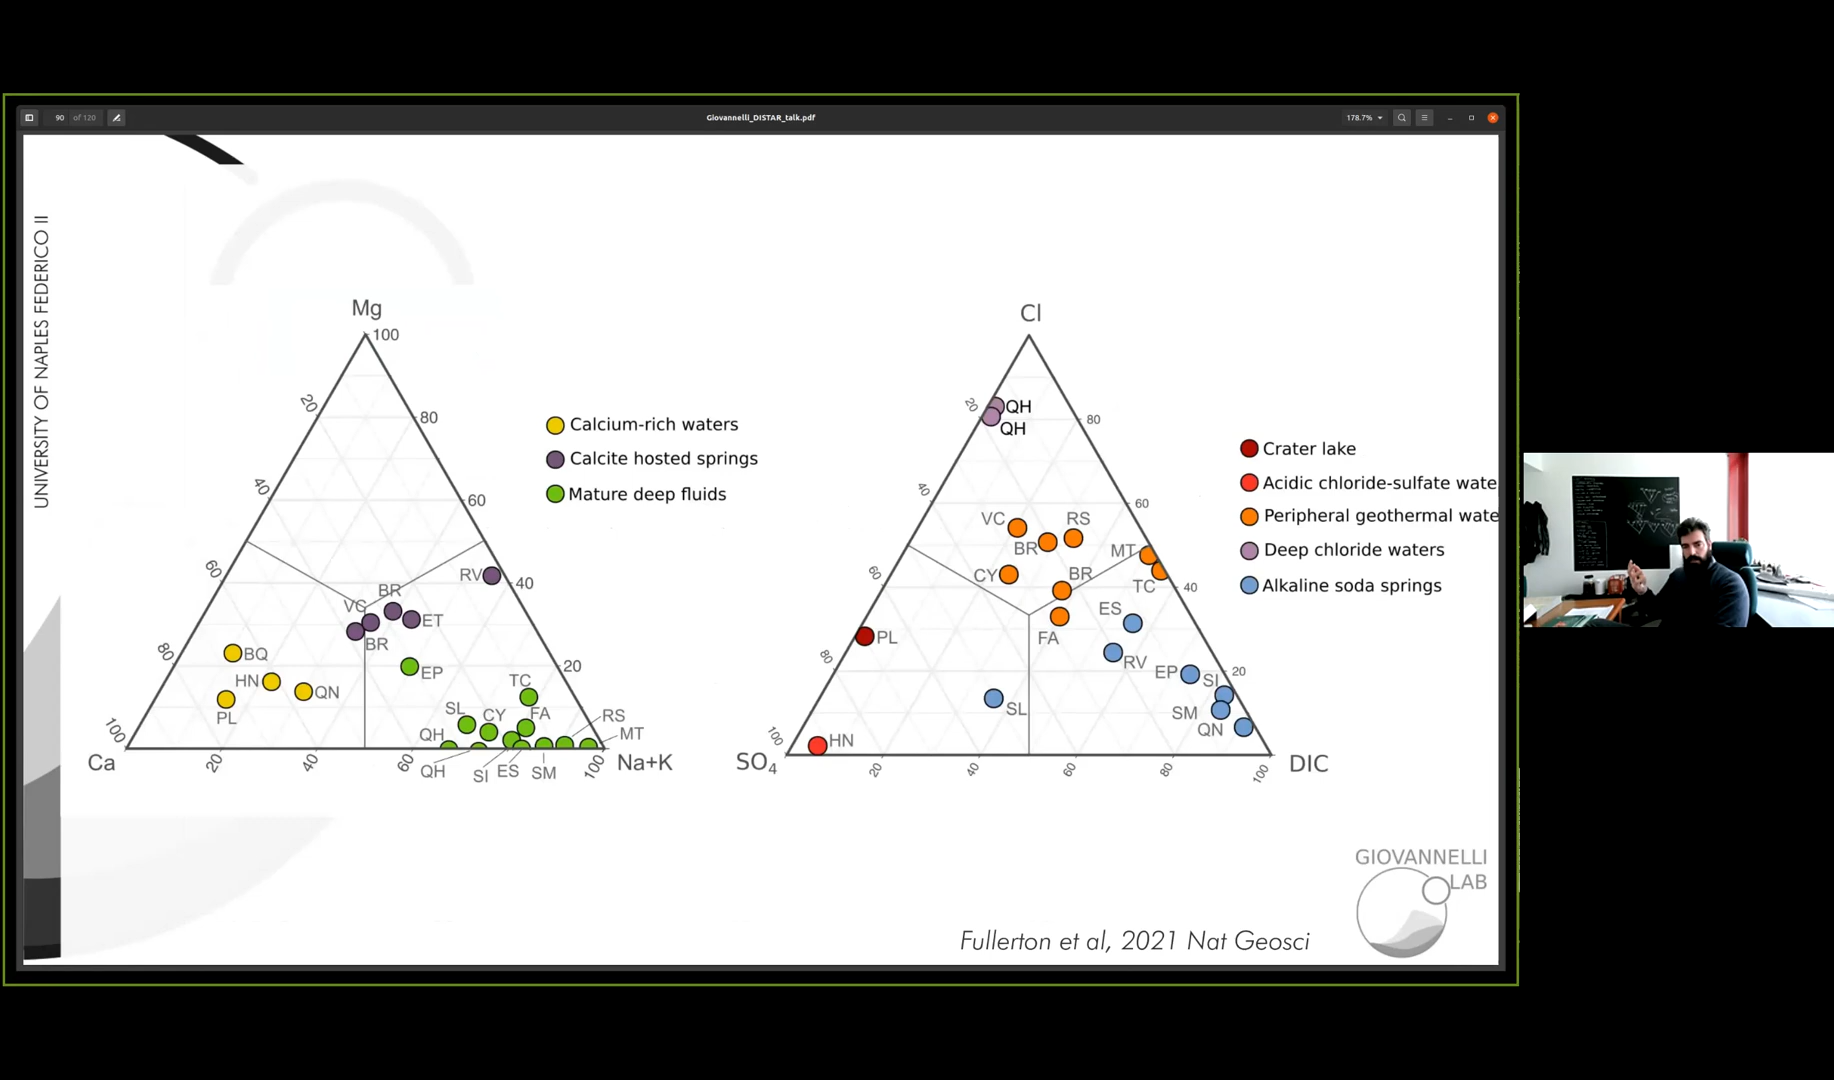 90 of 120
Giovannelli_DISTAR_talk.pdf
178.7%
UNIVERSITY OF NAPLES FEDERICO II
Mg
100
20
80
40
60
60
40
80
20
100
Ca
20
40
60
100
Na+K
RV
BR
VC
ET
BR
BQ
HN
QN
PL
EP
TC
SL
CY
FA
RS
QH
MT
QH
SI
ES
SM
Calcium-rich waters
Calcite hosted springs
Mature deep fluids
Cl
20
80
40
60
60
40
80
20
100
SO4
20
40
60
80
100
DIC
QH
QH
VC
RS
BR
MT
CY
BR
TC
ES
FA
PL
RV
EP
SI
SL
SM
QN
HN
Crater lake
Acidic chloride-sulfate wate
Peripheral geothermal wate
Deep chloride waters
Alkaline soda springs
GIOVANNELLI
LAB
Fullerton et al, 2021 Nat Geosci